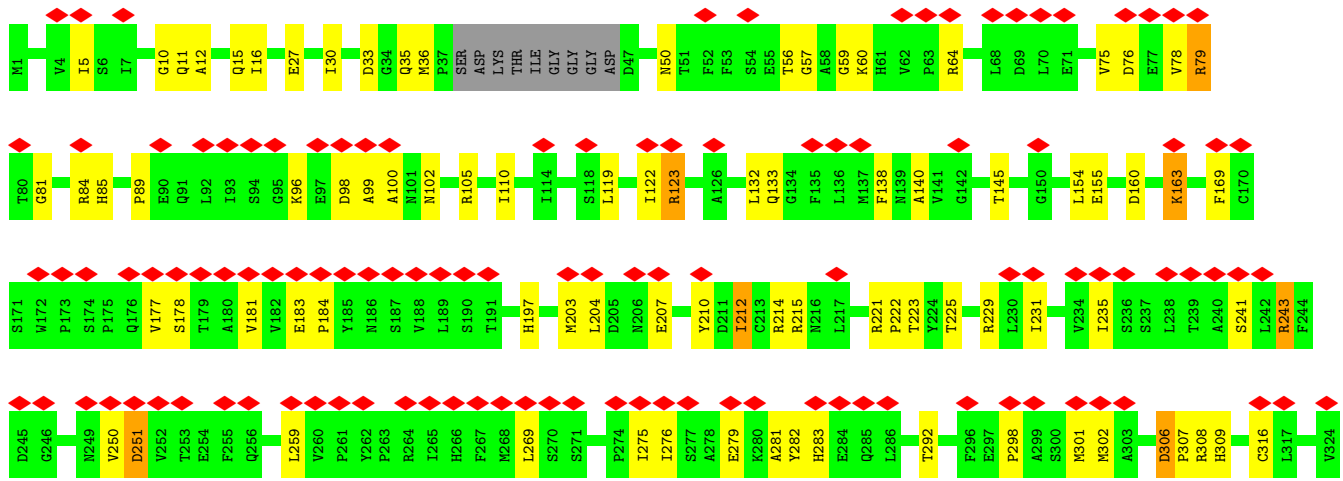 M1 V4 I5 S6 I7 G10 Q11 A12 Q15 I16 E27 I30 D33 G34 Q35 M36 P37 SER ASP LYS THR ILE GLY GLY GLY ASP D47 N50 T51 F52 F53 S54 E55 T56 G57 A58 G59 K60 H61 V62 P63 R64 L68 D69 L70 E71 V75 D76 E77 V78 R79
T80 G81 R84 H85 P89 E90 Q91 L92 I93 S94 G95 K96 E97 D98 A99 A100 N101 N102 R105 I110 I114 S118 L119 I122 R123 A126 L132 Q133 G134 F135 L136 M137 F138 N139 A140 V141 G142 T145 G150 L154 E155 D160 K163 F169 C170
S171 W172 P173 S174 P175 Q176 V177 S178 T179 A180 V181 V182 E183 P184 Y185 N186 S187 V188 L189 S190 T191 H197 M203 L204 D205 N206 E207 Y210 D211 I212 C213 R214 R215 N216 L217 R221 P222 T223 Y224 T225 R229 L230 I231 V234 I235 S236 S237 L238 T239 A240 S241 L242 R243 F244
D245 G246 N249 V250 D251 V252 T253 E254 F255 Q256 L259 V260 P261 Y262 P263 R264 I265 H266 F267 M268 L269 S270 S271 P274 I275 I276 S277 A278 E279 K280 A281 Y282 H283 E284 Q285 L286 T292 F296 E297 P298 A299 S300 M301 M302 A303 D306 P307 R308 H309 C316 L317 V324